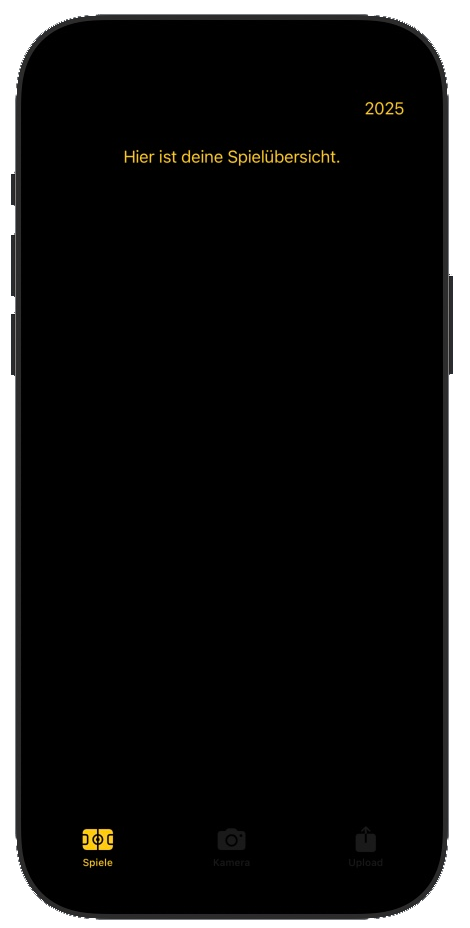 2025
Hier ist deine Spielübersicht.
Spiele
Kamera
Upload